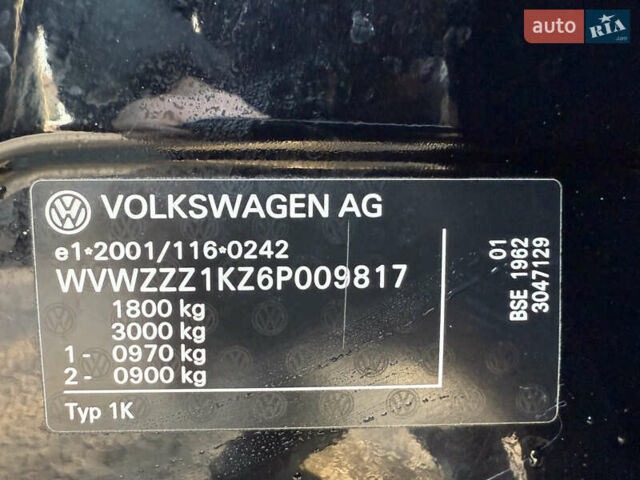 auto RIA.com
VOLKSWAGEN AG
e1*2001/116*0242
WVWZZZ1KZ6P009817
1800 kg
3000 kg
1- 0970 kg
2- 0900 kg
Typ 1K
01
BSE 1962
3047129